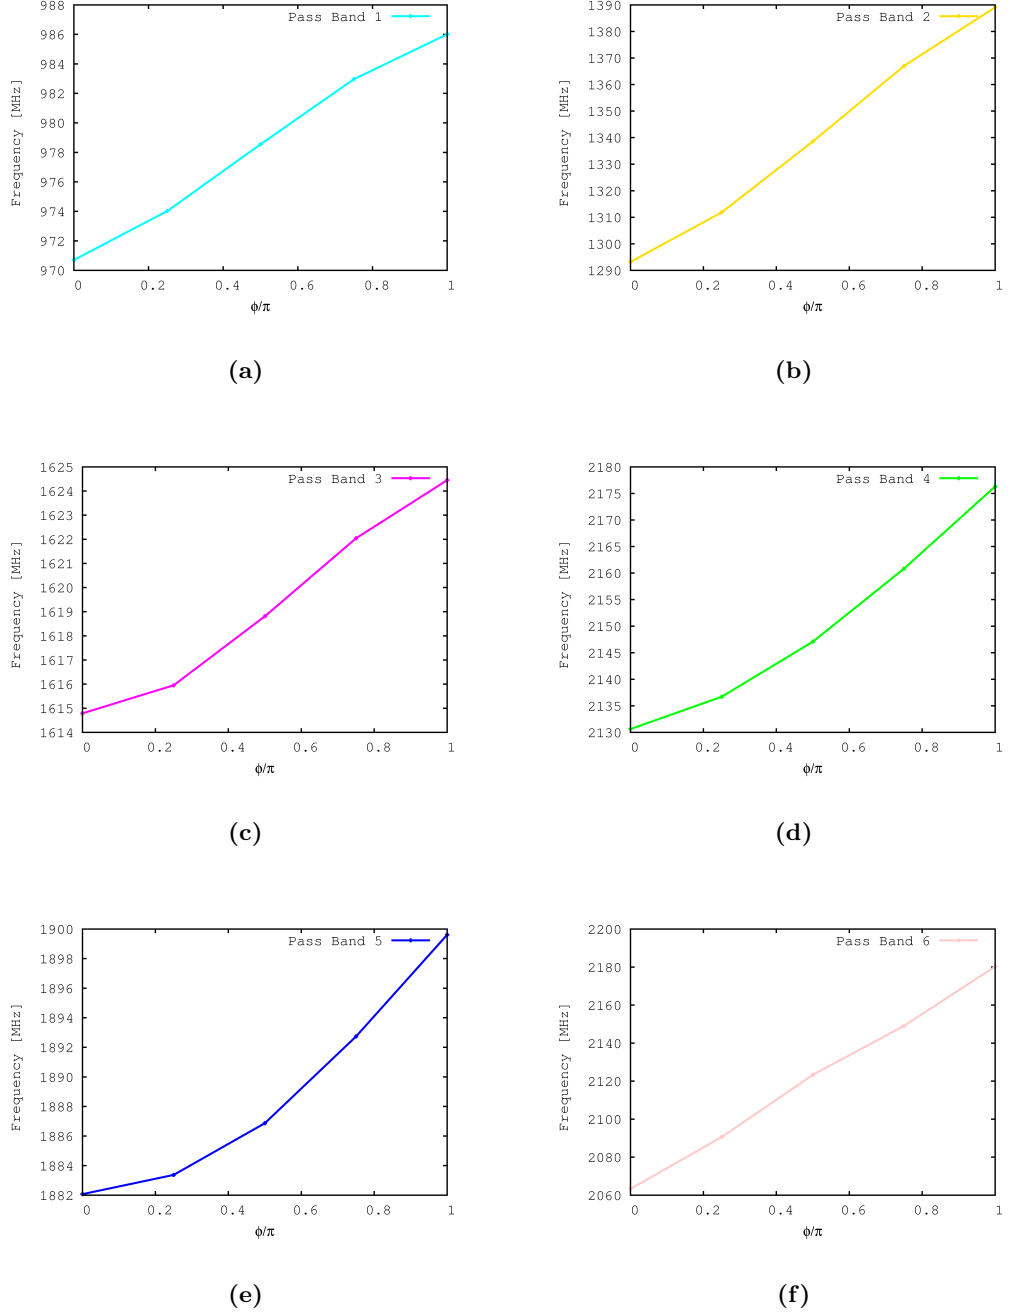 Pass Band 1
988
986
984
982
980
978
976
974
972
970
Frequency [MHz]
0 0.2 0.4 0.6 0.8 1
ϕ/π
(a)
Pass Band 2
1390
1380
1370
1360
1350
1340
1330
1320
1310
1300
1290
Frequency [MHz]
0 0.2 0.4 0.6 0.8 1
ϕ/π
(b)
Pass Band 3
1625
1624
1623
1622
1621
1620
1619
1618
1617
1616
1615
1614
Frequency [MHz]
0 0.2 0.4 0.6 0.8 1
ϕ/π
(c)
Pass Band 4
2180
2175
2170
2165
2160
2155
2150
2145
2140
2135
2130
Frequency [MHz]
0 0.2 0.4 0.6 0.8 1
ϕ/π
(d)
Pass Band 5
1900
1898
1896
1894
1892
1890
1888
1886
1884
1882
Frequency [MHz]
0 0.2 0.4 0.6 0.8 1
ϕ/π
(e)
Pass Band 6
2200
2180
2160
2140
2120
2100
2080
2060
Frequency [MHz]
0 0.2 0.4 0.6 0.8 1
ϕ/π
(f)